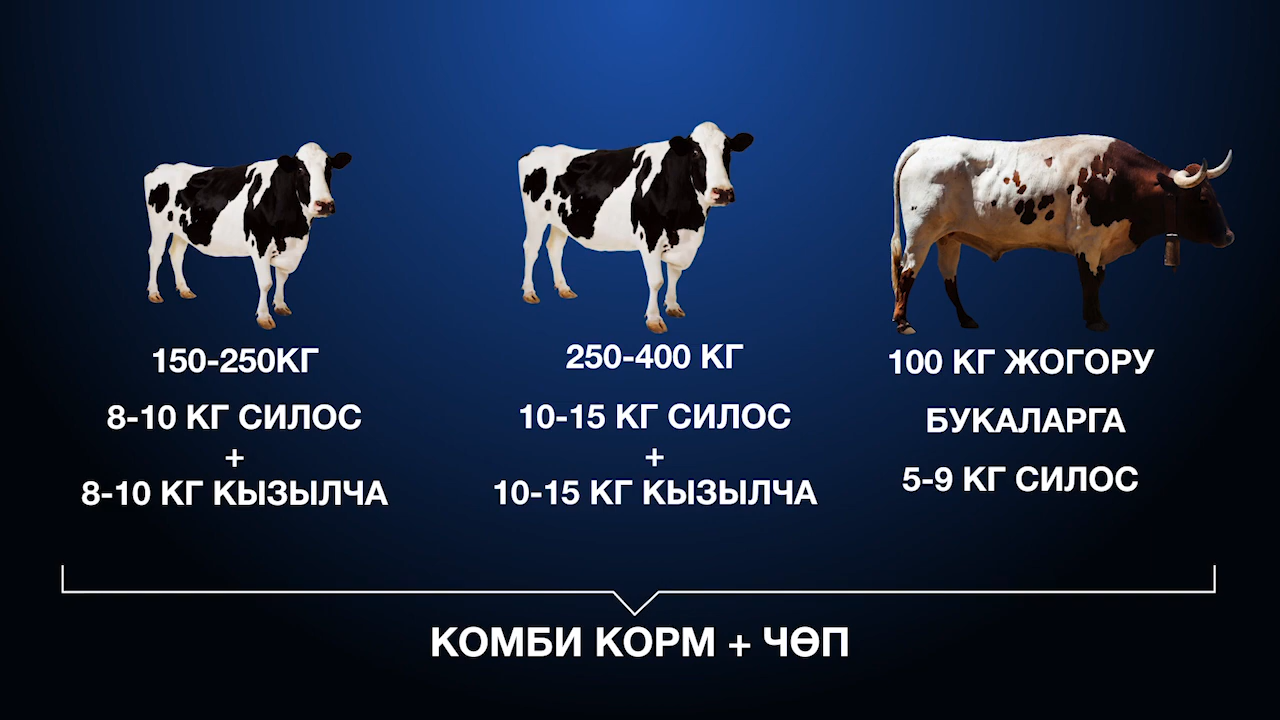 150-250КГ
8-10 КГ СИЛОС
+
8-10 КГ КЫЗЫЛЧА
250-400 КГ
10-15 КГ СИЛОС
+
10-15 КГ КЫЗЫЛЧА
100 КГ ЖОГОРУ
БУКАЛАРГА
5-9 КГ СИЛОС
КОМБИ КОРМ + ЧӨП